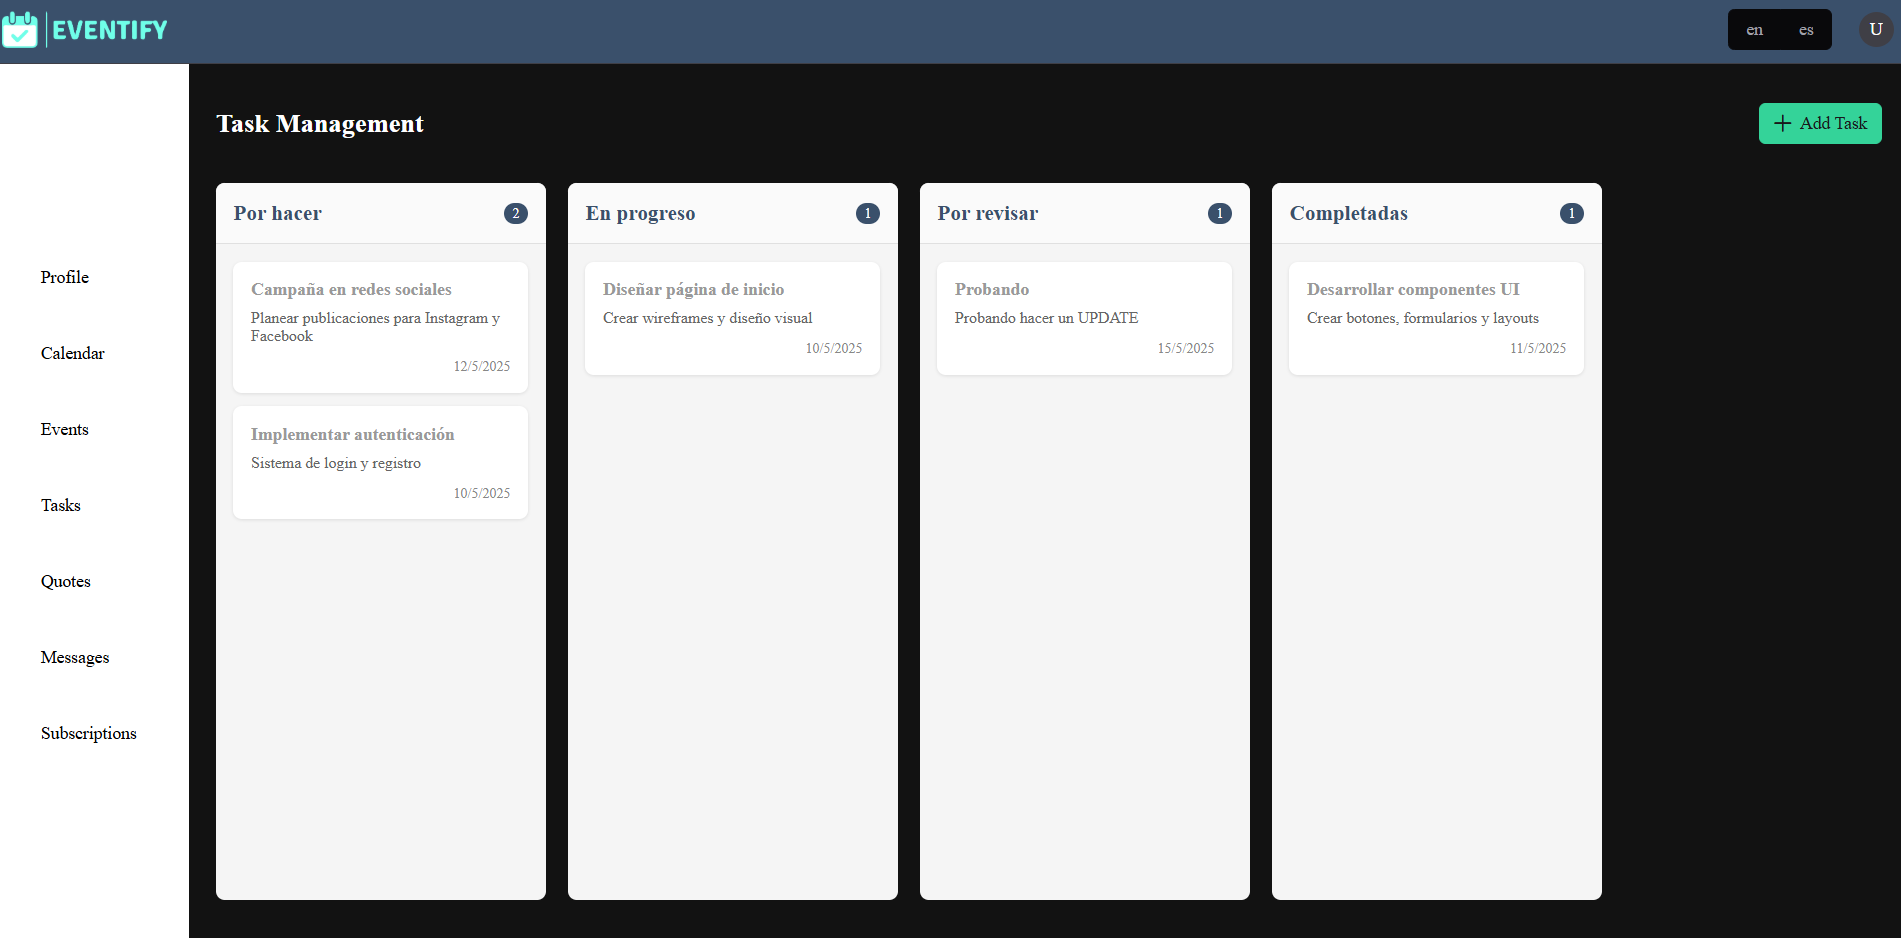 EVENTIFY
en es
U
Task Management
Add Task
Profile
Calendar
Events
Tasks
Quotes
Messages
Subscriptions
Por hacer 2
Campaña en redes sociales
Planear publicaciones para Instagram y
Facebook
12/5/2025
Implementar autenticación
Sistema de login y registro
10/5/2025
En progreso 1
Diseñar página de inicio
Crear wireframes y diseño visual
10/5/2025
Por revisar 1
Probando
Probando hacer un UPDATE
15/5/2025
Completadas 1
Desarrollar componentes UI
Crear botones, formularios y layouts
11/5/2025